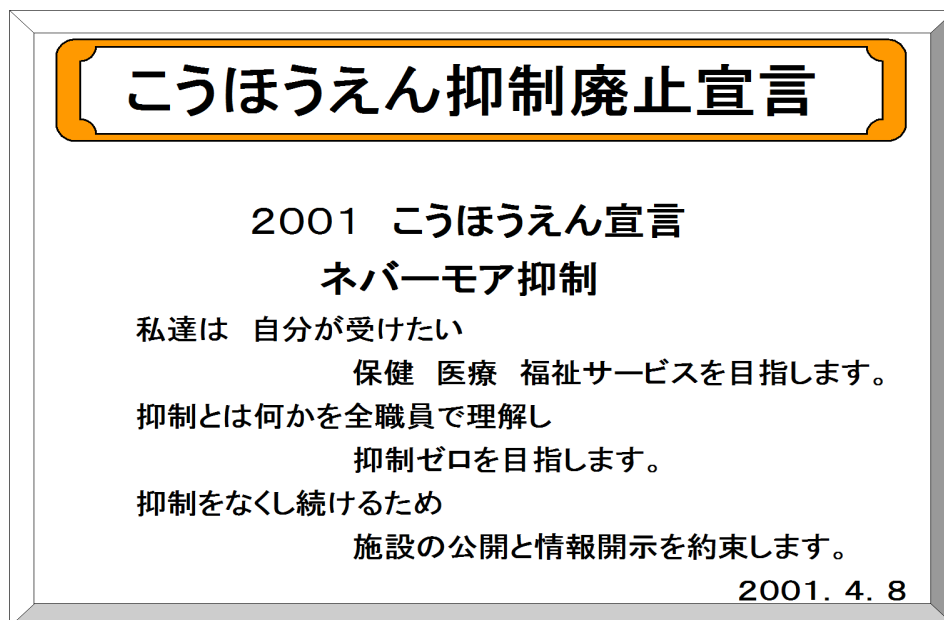 こうほうえん抑制廃止宣言
２００１　こうほうえん宣言
ネバーモア抑制
私達は　自分が受けたい
保健　医療　福祉サービスを目指します。
抑制とは何かを全職員で理解し
抑制ゼロを目指します。
抑制をなくし続けるため
施設の公開と情報開示を約束します。
２００１．４．８